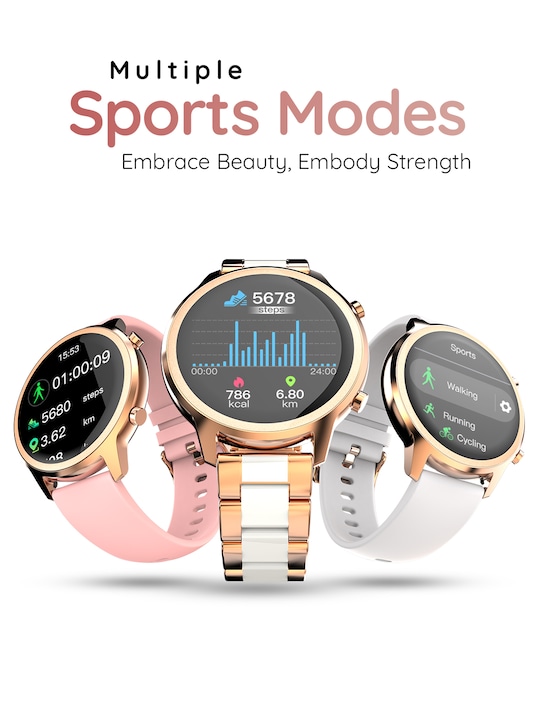 Multiple
Sports Modes
Embrace Beauty, Embody Strength
15:53
01:00:09
5680 steps
3.62 km
5678
steps
00:00 24:00
786 6.80
kcal km
Sports
Walking
Running
Cycling